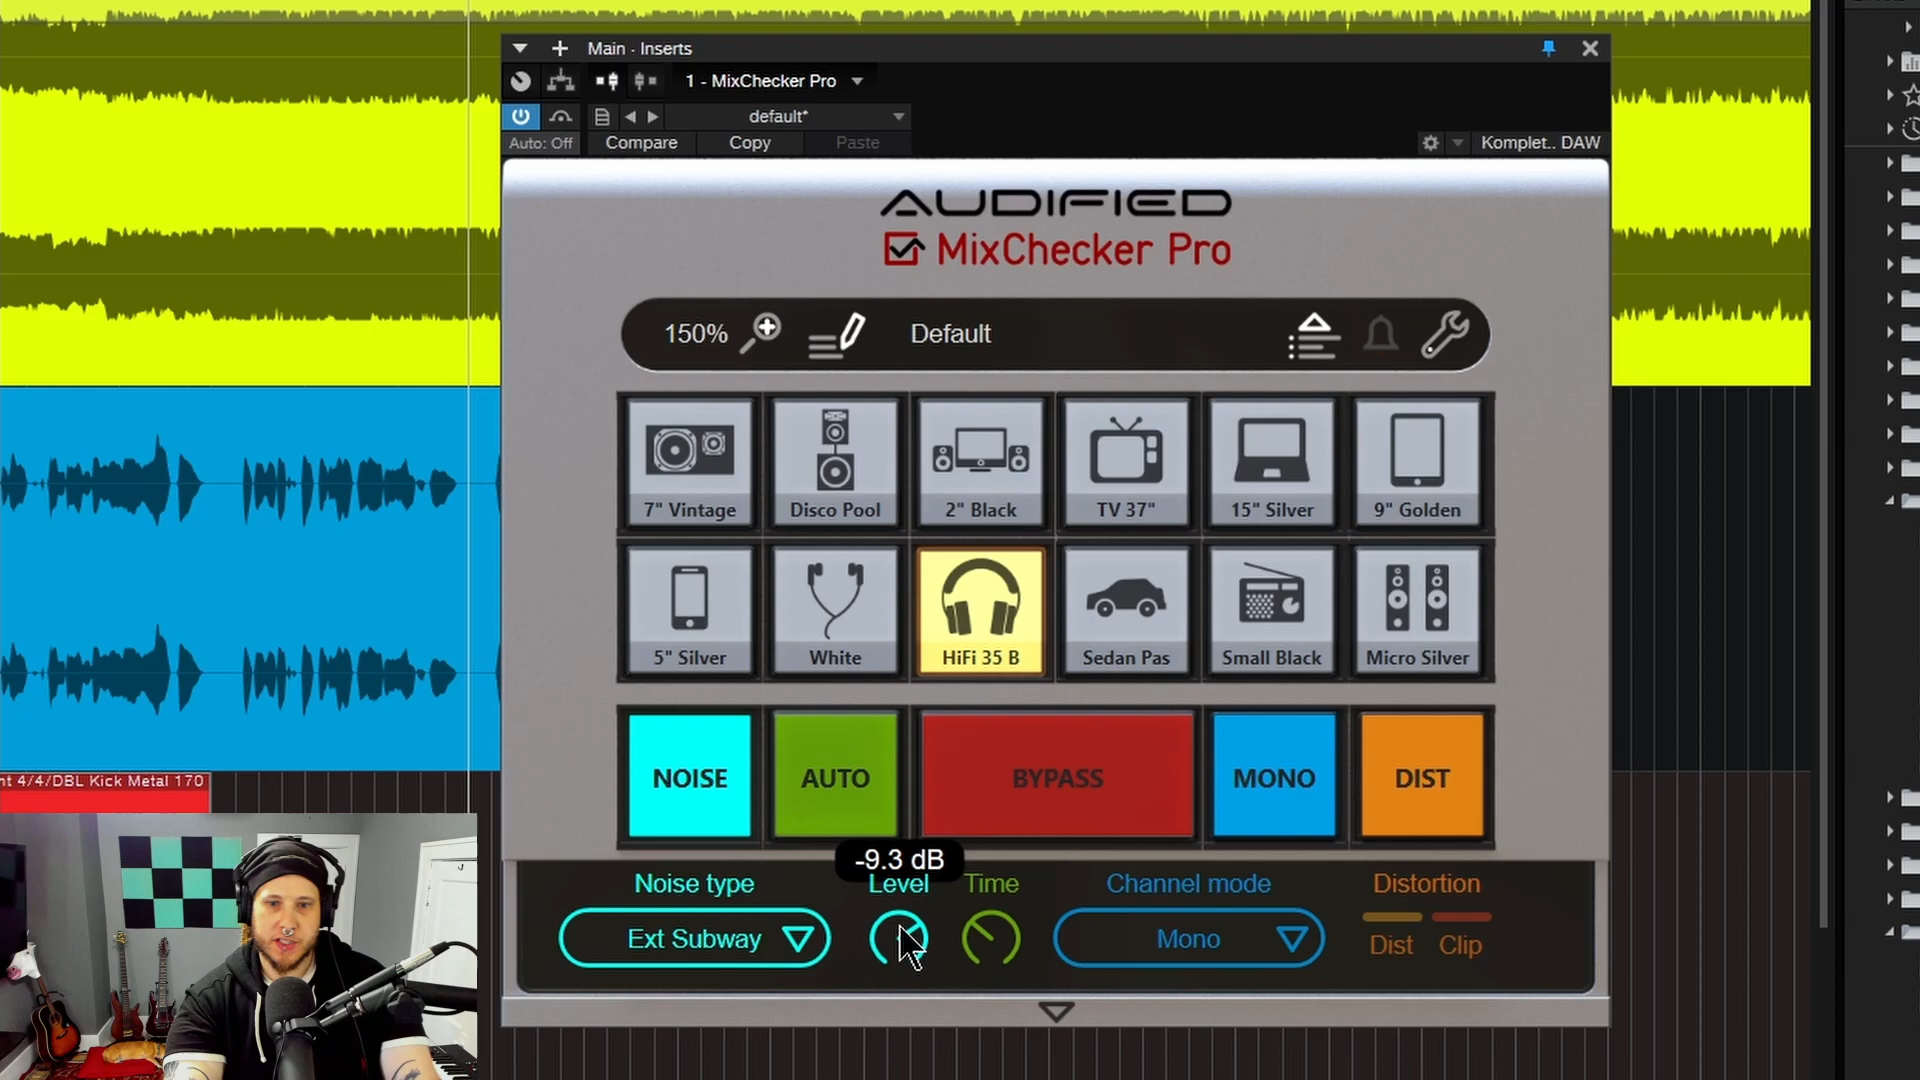 Main - Inserts
1 - MixChecker Pro
default*
Auto: Off
Compare
Copy
Paste
Komplet.. DAW
AUDIFIED
MixChecker Pro
150%
Default
7" Vintage
Disco Pool
2" Black
TV 37"
15" Silver
9" Golden
5" Silver
White
HiFi 35 B
Sedan Pas
Small Black
Micro Silver
NOISE
AUTO
BYPASS
MONO
DIST
-9.3 dB
Noise type
Level
Time
Channel mode
Distortion
Ext Subway
Mono
Dist
Clip
nt 4/4/DBL Kick Metal 170